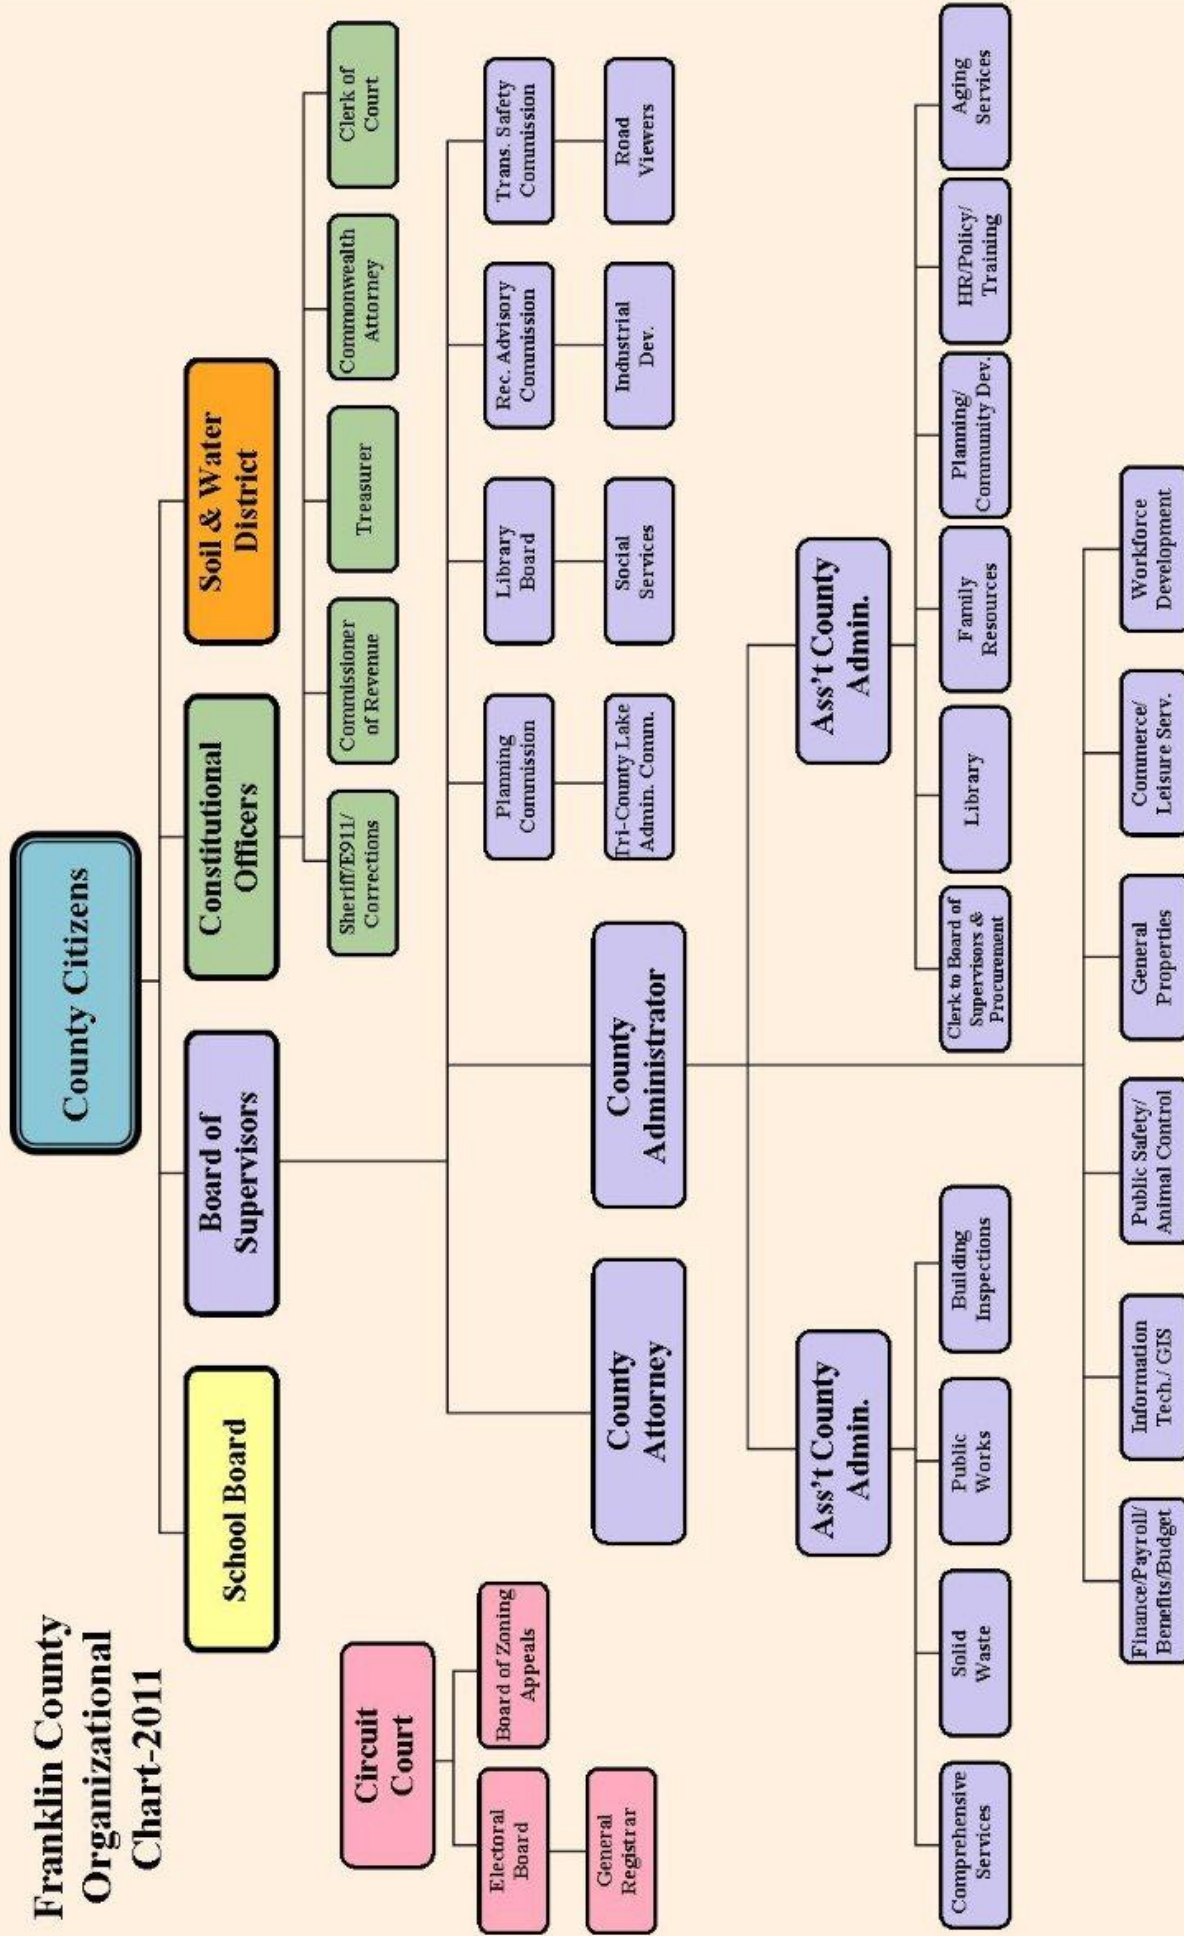 Franklin County
Organizational
Chart-2011
County Citizens
School Board
Board of
Supervisors
Constitutional
Officers
Soil & Water
District
Sheriff/E911/
Corrections
Commissioner
of Revenue
Treasurer
Commonwealth
Attorney
Clerk of
Court
Circuit
Court
Electoral
Board
Board of Zoning
Appeals
General
Registrar
Planning
Commission
Library
Board
Rec. Advisory
Commission
Trans. Safety
Commission
Tri-County Lake
Admin. Comm.
Social
Services
Industrial
Dev.
Road
Viewers
County
Attorney
County
Administrator
Ass't County
Admin.
Ass't County
Admin.
Comprehensive
Services
Solid
Waste
Public
Works
Building
Inspections
Clerk to Board of
Supervisors &
Procurement
Library
Family
Resources
Planning/
Community Dev.
HR/Policy/
Training
Aging
Services
Finance/Payroll/
Benefits/Budget
Information
Tech./ GIS
Public Safety/
Animal Control
General
Properties
Commerce/
Leisure Serv.
Workforce
Development